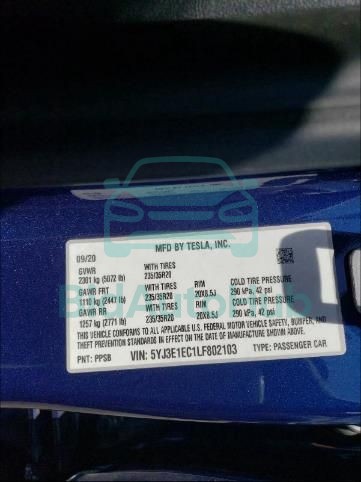 MFD BY TESLA, INC.
09/20
GVWR WITH TIRES
2301 kg (5072 lb) 235/35R20
GAWR FRT WITH TIRES RIM COLD TIRE PRESSURE
1110 kg (2447 lb) 235/35R20 20X8.5J 290 kPa, 42 psi
GAWR RR WITH TIRES RIM COLD TIRE PRESSURE
1257 kg (2771 lb) 235/35R20 20X8.5J 290 kPa, 42 psi
THIS VEHICLE CONFORMS TO ALL APPLICABLE U.S. FEDERAL MOTOR VEHICLE SAFETY, BUMPER, AND
THEFT PREVENTION STANDARDS IN EFFECT ON THE DATE OF MANUFACTURE SHOWN ABOVE.
PNT: PPSB VIN: 5YJ3E1EC1LF802103 TYPE: PASSENGER CAR